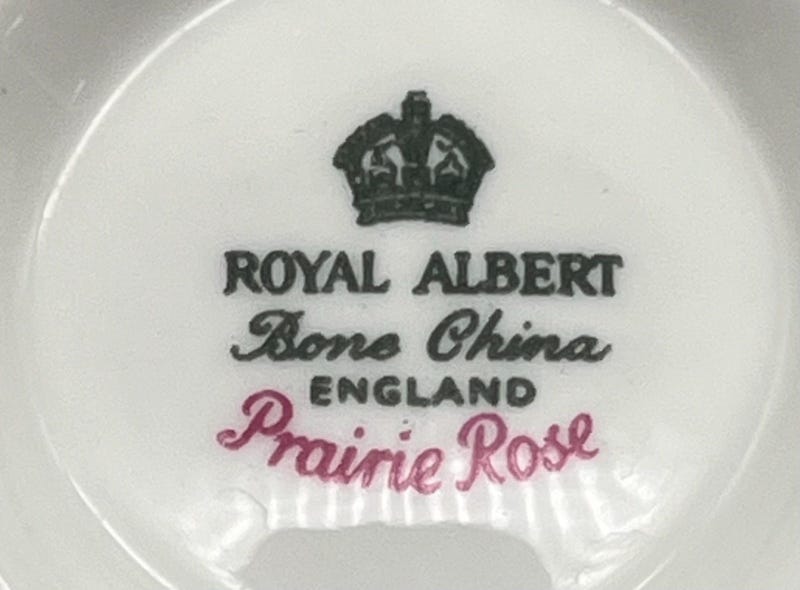 ROYAL ALBERT
Bone China
ENGLAND
Prairie Rose